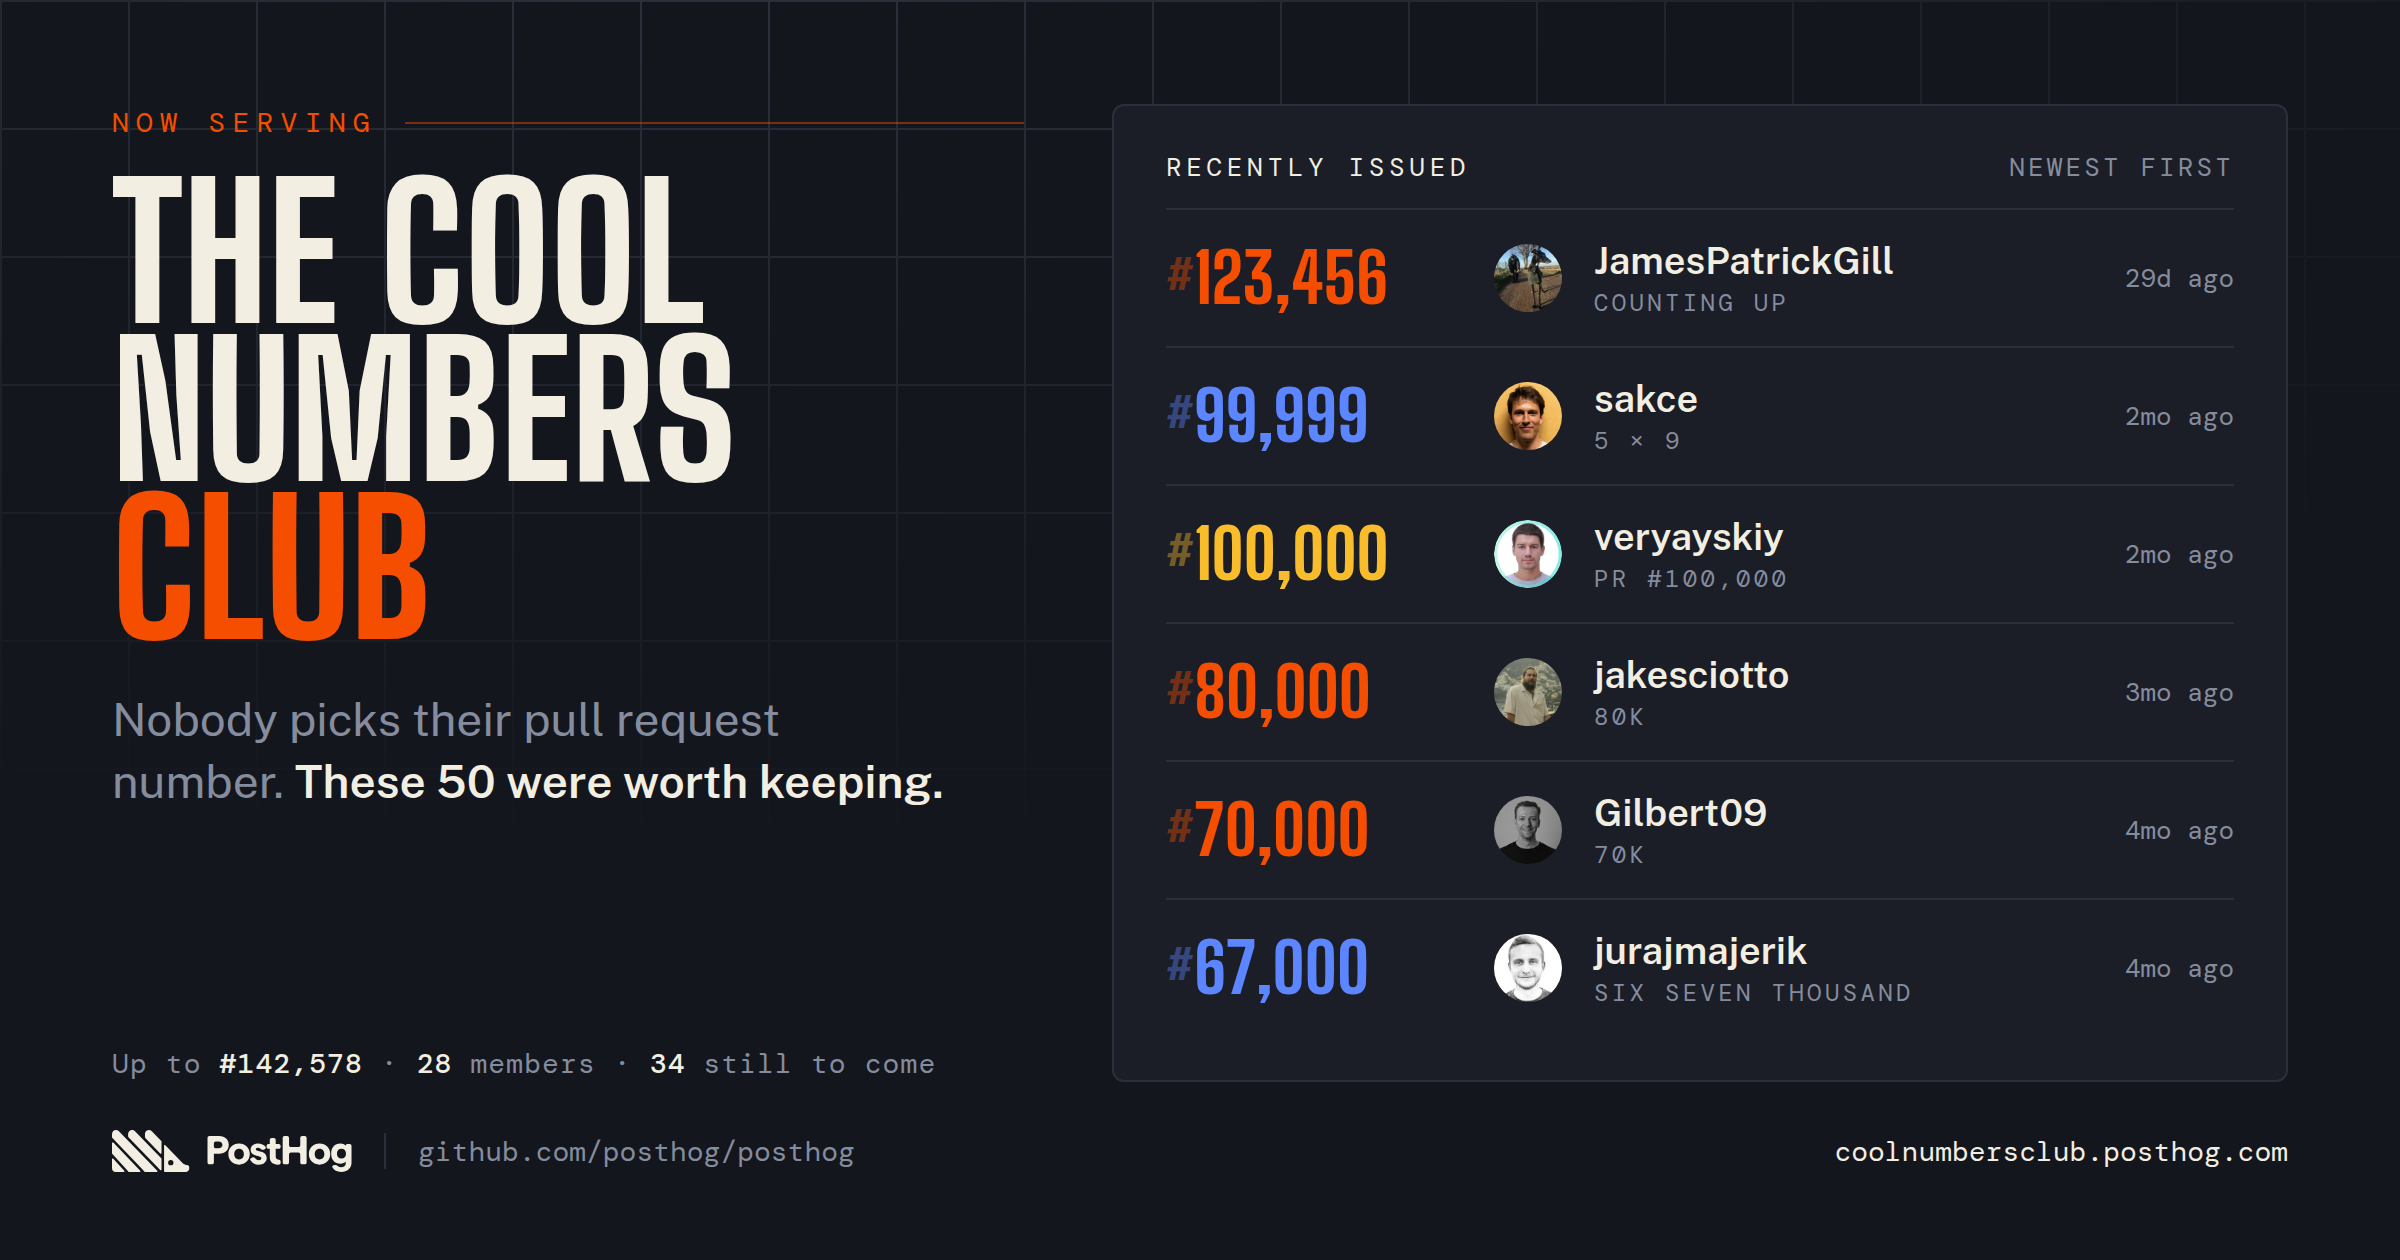 NOW SERVING
THE COOL
NUMBERS
CLUB
Nobody picks their pull request
number. These 50 were worth keeping.
Up to #142,578 · 28 members · 34 still to come
PostHog
github.com/posthog/posthog
RECENTLY ISSUED
NEWEST FIRST
#123,456
JamesPatrickGill
COUNTING UP
29d ago
#99,999
sakce
5 × 9
2mo ago
#100,000
veryayskiy
PR #100,000
2mo ago
#80,000
jakesciotto
80K
3mo ago
#70,000
Gilbert09
70K
4mo ago
#67,000
jurajmajerik
SIX SEVEN THOUSAND
4mo ago
coolnumbersclub.posthog.com